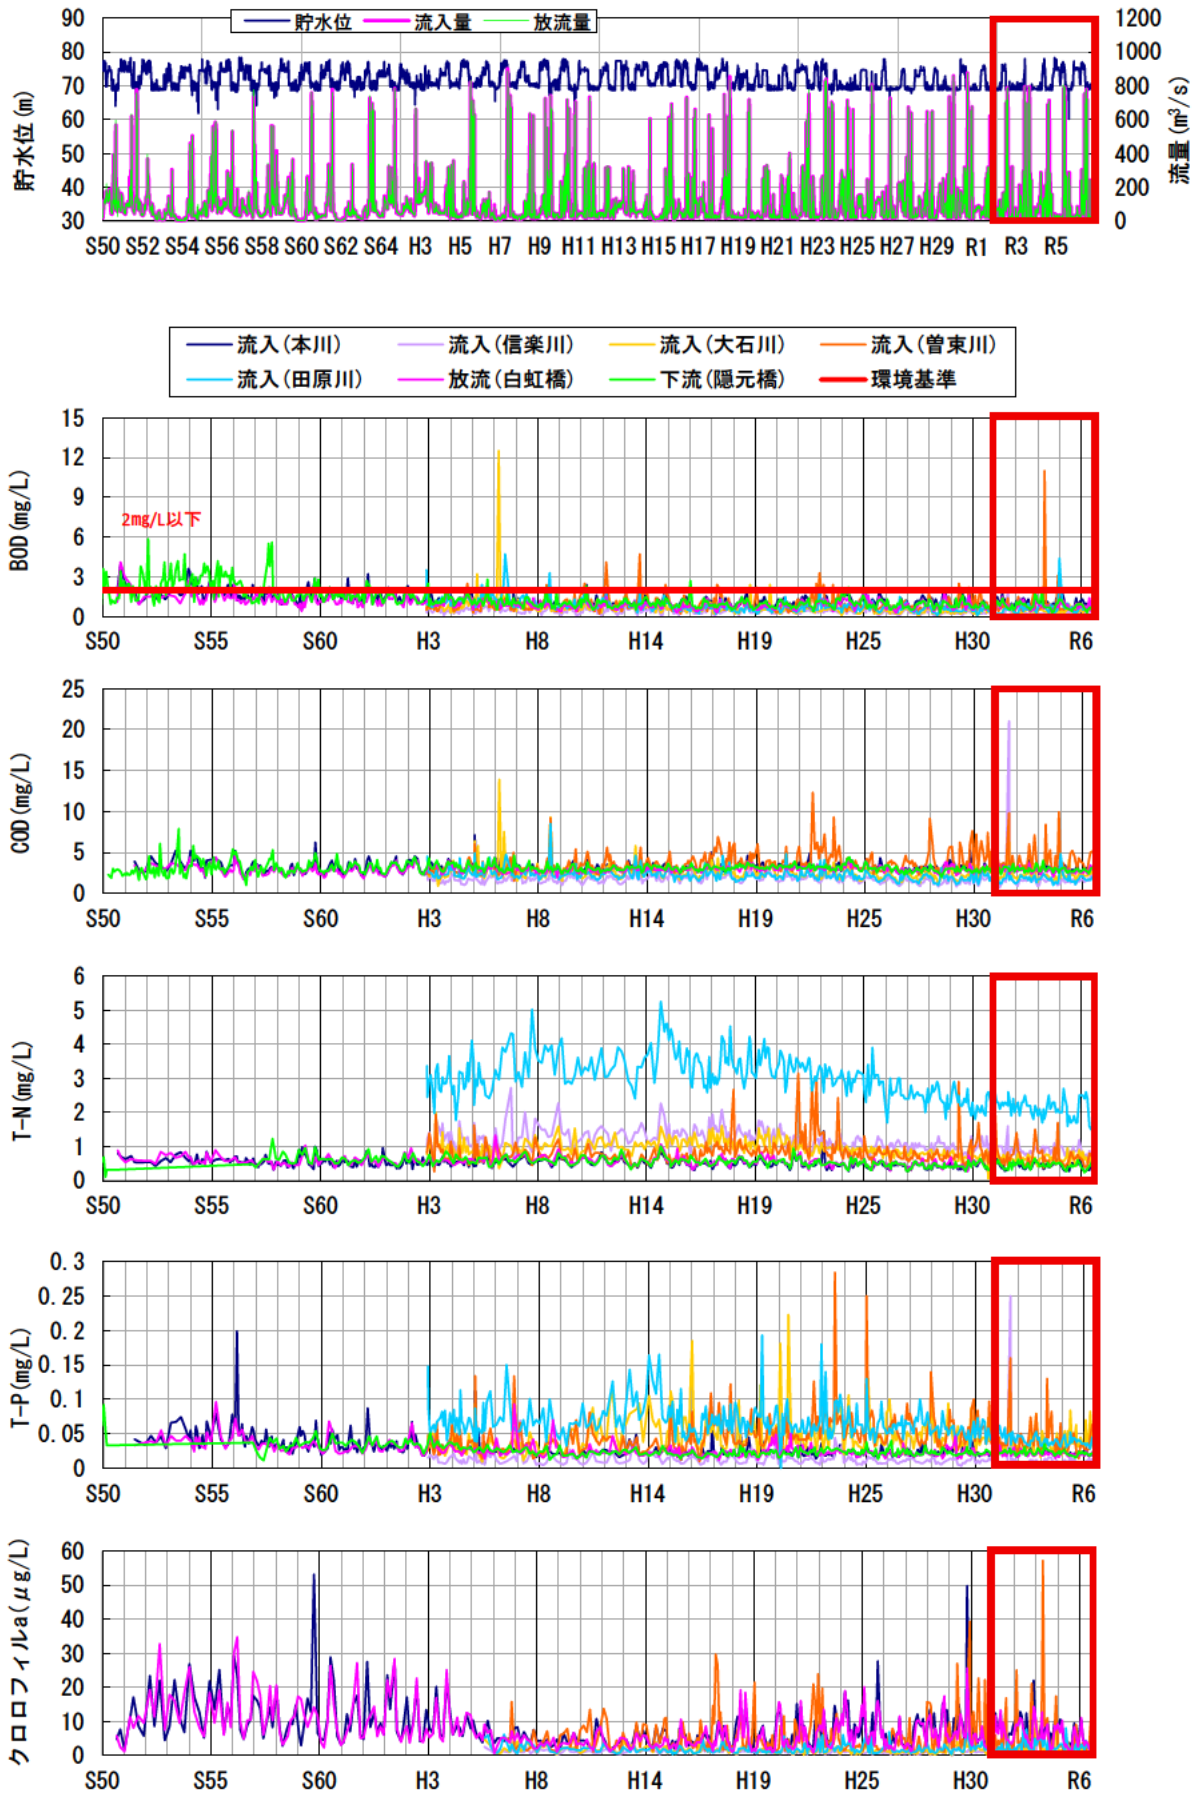 貯水位 流入量 放流量
90 80 70 60 50 40 30
貯水位(m)
1200 1000 800 600 400 200 0
流量(m³/s)
S50 S52 S54 S56 S58 S60 S62 S64 H3 H5 H7 H9 H11 H13 H15 H17 H19 H21 H23 H25 H27 H29 R1 R3 R5
流入(本川) 流入(信楽川) 流入(大石川) 流入(曽束川)
流入(田原川) 放流(白虹橋) 下流(隠元橋) 環境基準
15 12 9 6 3 0
BOD(mg/L)
2mg/L以下
S50 S55 S60 H3 H8 H14 H19 H25 H30 R6
25 20 15 10 5 0
COD(mg/L)
S50 S55 S60 H3 H8 H14 H19 H25 H30 R6
6 5 4 3 2 1 0
T-N(mg/L)
S50 S55 S60 H3 H8 H14 H19 H25 H30 R6
0.3 0.25 0.2 0.15 0.1 0.05 0
T-P(mg/L)
S50 S55 S60 H3 H8 H14 H19 H25 H30 R6
60 50 40 30 20 10 0
クロロフィルa(μg/L)
S50 S55 S60 H3 H8 H14 H19 H25 H30 R6